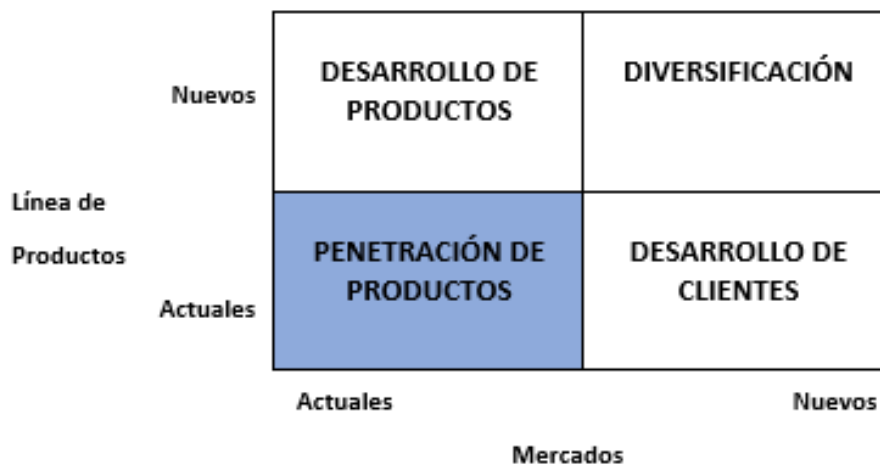 DESARROLLO DE
PRODUCTOS
DIVERSIFICACIÓN
Nuevos
Línea de
Productos
PENETRACIÓN DE
PRODUCTOS
DESARROLLO DE
CLIENTES
Actuales
Actuales
Nuevos
Mercados